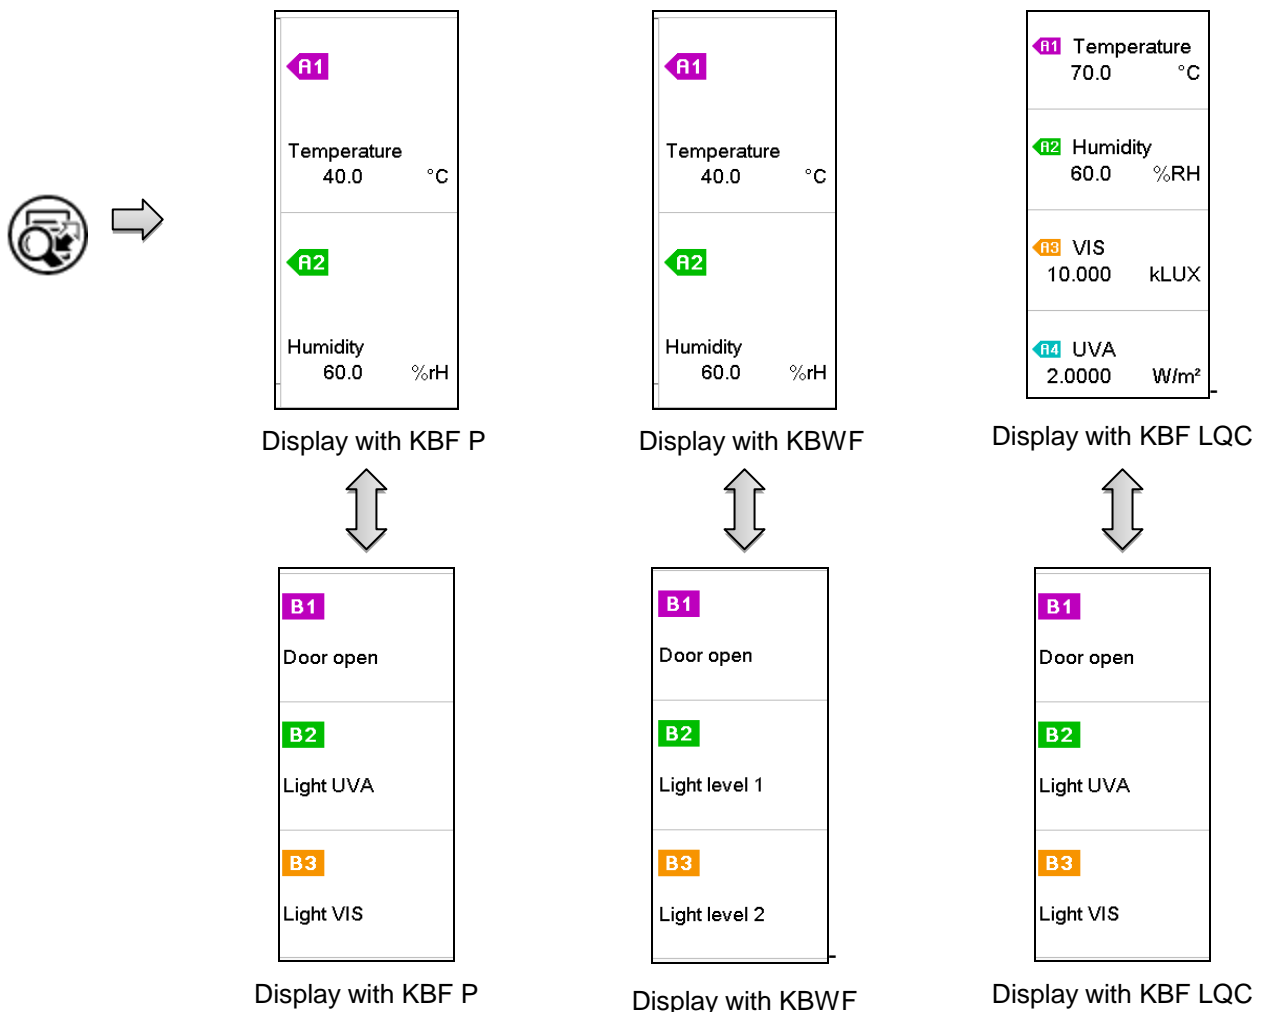 A1
Temperature
40.0 °C
A2
Humidity
60.0 %rH
Display with KBF P
A1
Temperature
40.0 °C
A2
Humidity
60.0 %rH
Display with KBWF
A1 Temperature
70.0 °C
A2 Humidity
60.0 %RH
A3 VIS
10.000 kLUX
A4 UVA
2.0000 W/m²
Display with KBF LQC
B1
Door open
B2
Light UVA
B3
Light VIS
Display with KBF P
B1
Door open
B2
Light level 1
B3
Light level 2
Display with KBWF
B1
Door open
B2
Light UVA
B3
Light VIS
Display with KBF LQC